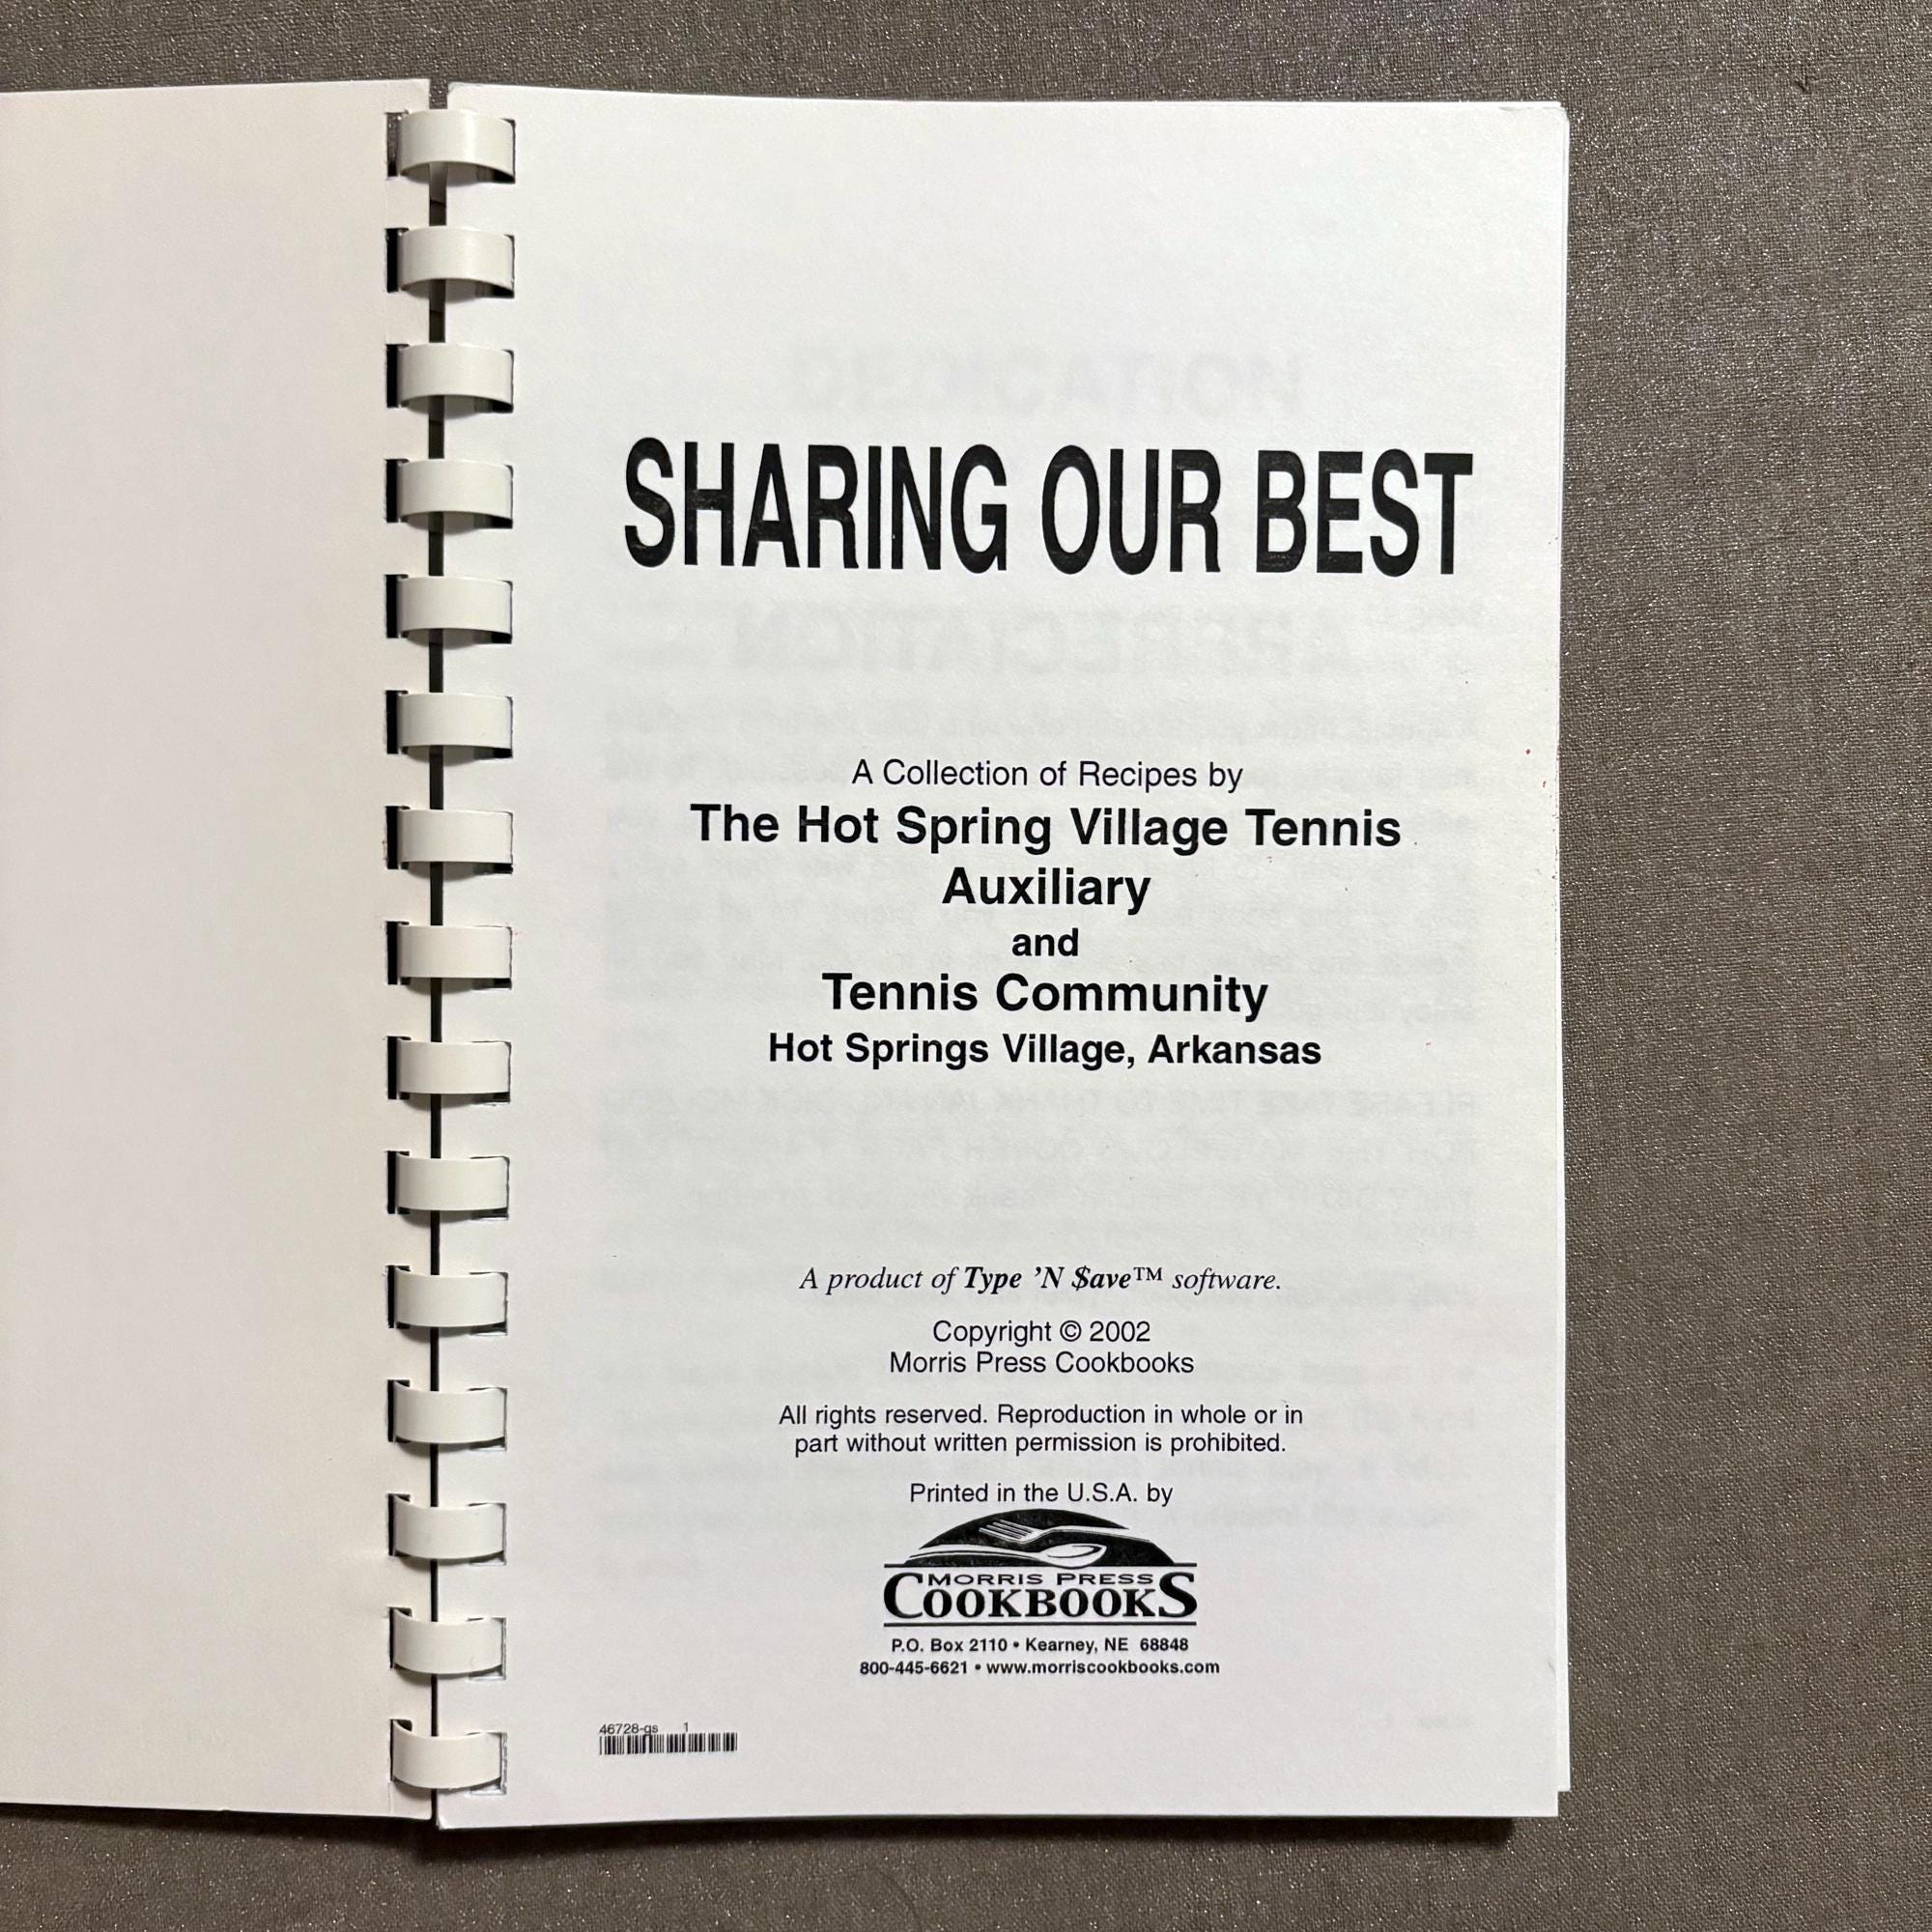 SHARING OUR BEST
A Collection of Recipes by
The Hot Spring Village Tennis
Auxiliary
and
Tennis Community
Hot Springs Village, Arkansas
A product of Type 'N $ave™ software.
Copyright © 2002
Morris Press Cookbooks
All rights reserved. Reproduction in whole or in
part without written permission is prohibited.
Printed in the U.S.A. by
MORRIS PRESS
COOKBOOKS
P.O. Box 2110 • Kearney, NE 68848
800-445-6621 • www.morriscookbooks.com
46728-gs 1